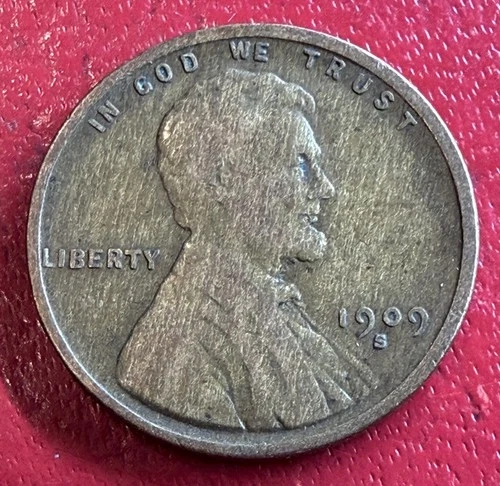 IN GOD WE TRUST
LIBERTY
1909
S